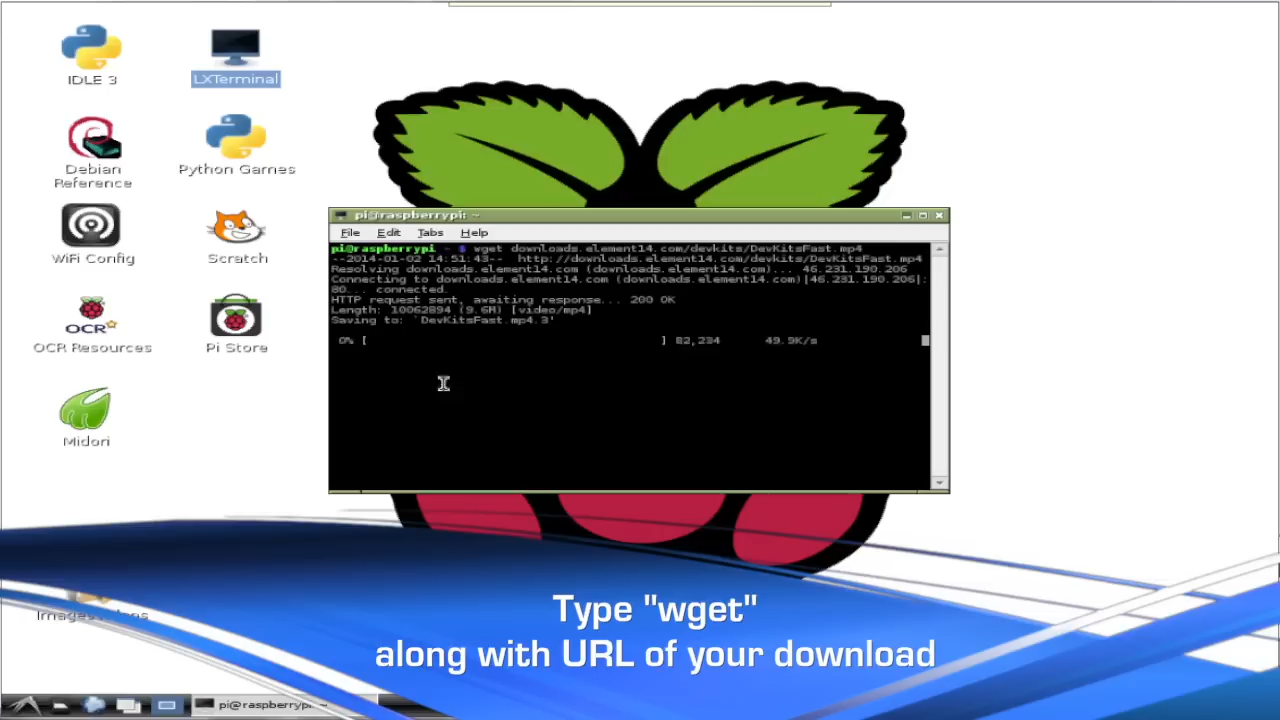 IDLE 3
LXTerminal
Debian
Reference
Python Games
WiFi Config
Scratch
OCR
OCR Resources
Pi Store
Midori
pi@raspberrypi: ~
File Edit Tabs Help
pi@raspberrypi ~ $ wget downloads.element14.com/devkits/DevKitsFast.mp4
--2014-01-02 14:51:43-- http://downloads.element14.com/devkits/DevKitsFast.mp4
Resolving downloads.element14.com (downloads.element14.com)... 46.231.190.206
Connecting to downloads.element14.com (downloads.element14.com)|46.231.190.206|:
80... connected.
HTTP request sent, awaiting response... 200 OK
Length: 10062894 (9.6M) [video/mp4]
Saving to: `DevKitsFast.mp4.3'
0% [ ] 82,234 49.9K/s
Type "wget"
along with URL of your download
pi@raspberrypi: ~